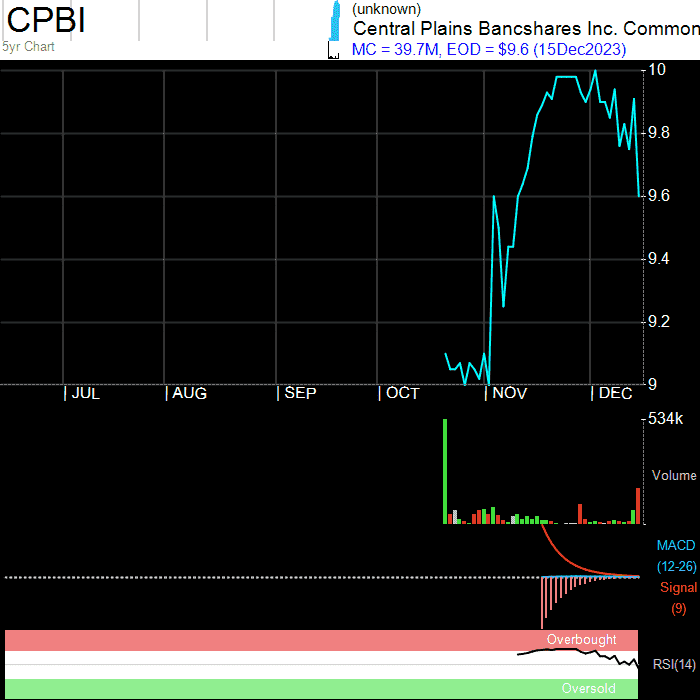 CPBI
5yr Chart
(unknown)
Central Plains Bancshares Inc. Common
MC = 39.7M, EOD = $9.6 (15Dec2023)
10
9.8
9.6
9.4
9.2
9
| JUL | AUG | SEP | OCT | NOV | DEC
534k
Volume
MACD
(12-26)
Signal
(9)
Overbought
RSI(14)
Oversold